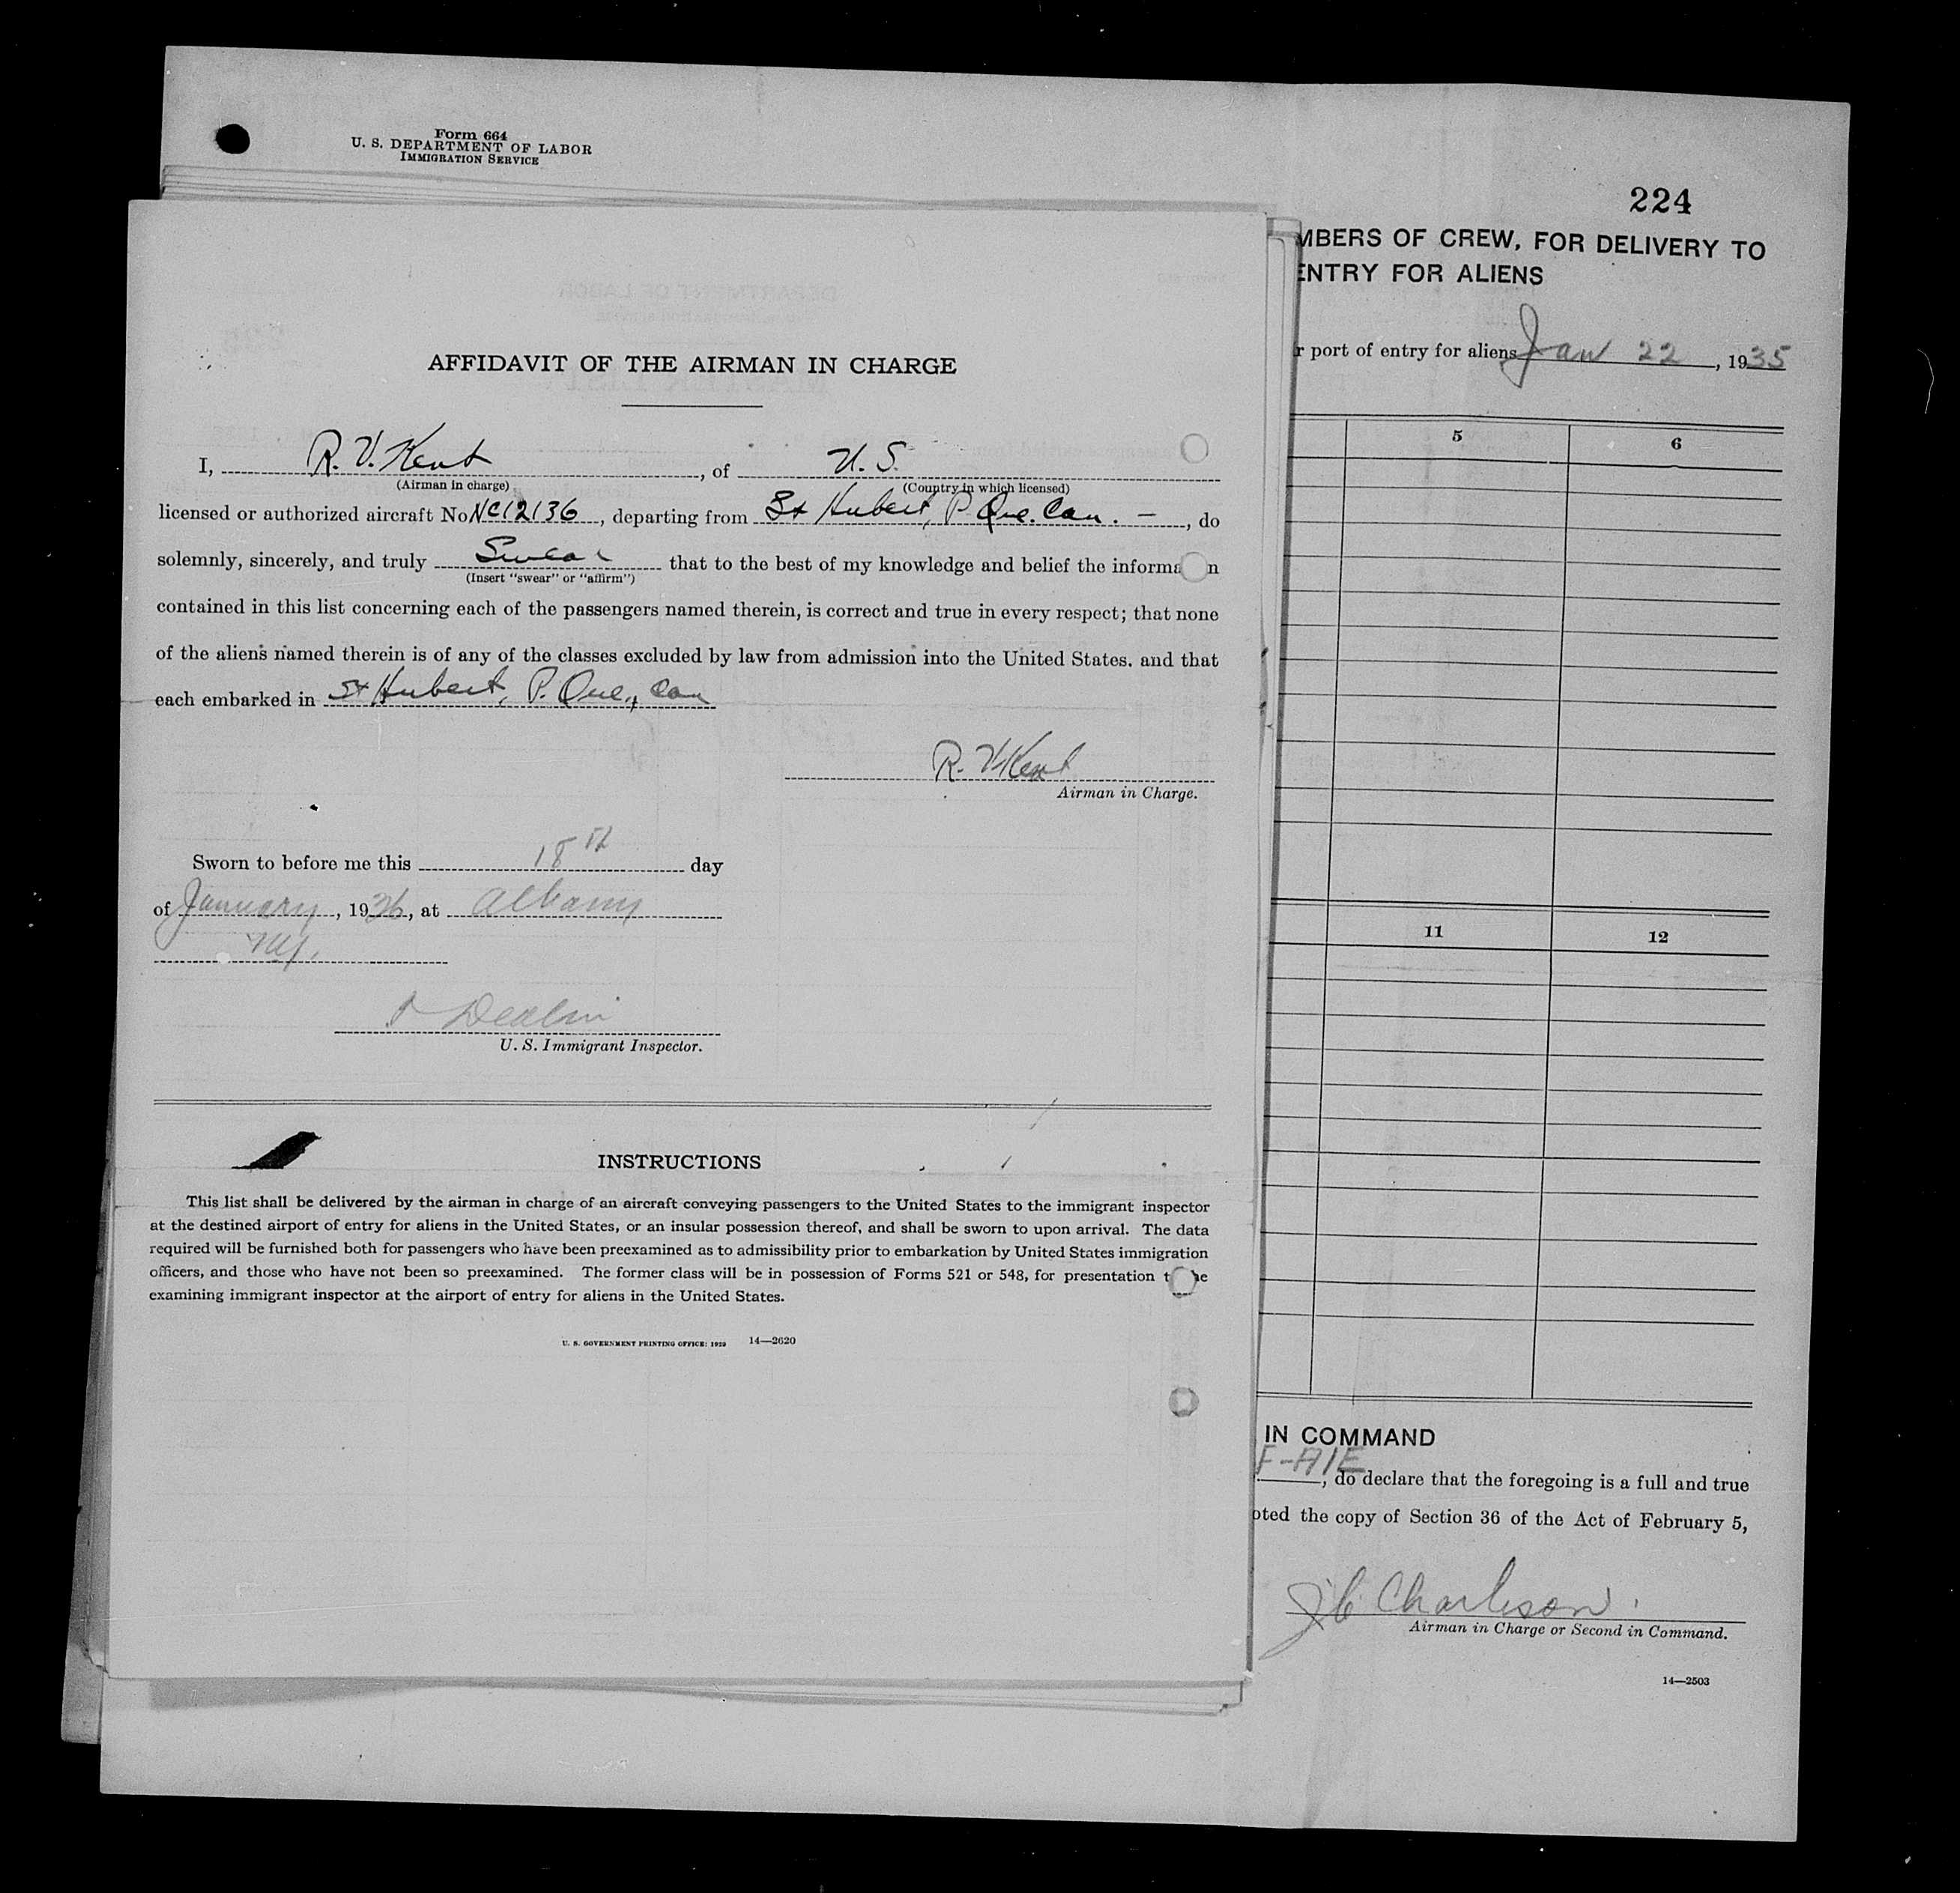 Form 664
U. S. DEPARTMENT OF LABOR
IMMIGRATION SERVICE
224
MBERS OF CREW, FOR DELIVERY TO
ENTRY FOR ALIENS
r port of entry for aliens Jan 22, 1935
5 6
11 12
IN COMMAND
F-AIE, do declare that the foregoing is a full and true
oted the copy of Section 36 of the Act of February 5,
Airman in Charge or Second in Command.
14—2503
AFFIDAVIT OF THE AIRMAN IN CHARGE
I, R. V. Kent, of U. S.
(Airman in charge) (Country in which licensed)
licensed or authorized aircraft No NC12136, departing from St Hubert, P Que. Can. —, do
solemnly, sincerely, and truly Swear that to the best of my knowledge and belief the informa n
(Insert "swear" or "affirm")
contained in this list concerning each of the passengers named therein, is correct and true in every respect; that none
of the aliens named therein is of any of the classes excluded by law from admission into the United States. and that
each embarked in St Hubert, P. Que., Can
R. V. Kent
Airman in Charge.
Sworn to before me this 18th day
of January, 1936, at Albany
NY.
U. S. Immigrant Inspector.
INSTRUCTIONS
This list shall be delivered by the airman in charge of an aircraft conveying passengers to the United States to the immigrant inspector
at the destined airport of entry for aliens in the United States, or an insular possession thereof, and shall be sworn to upon arrival. The data
required will be furnished both for passengers who have been preexamined as to admissibility prior to embarkation by United States immigration
officers, and those who have not been so preexamined. The former class will be in possession of Forms 521 or 548, for presentation t he
examining immigrant inspector at the airport of entry for aliens in the United States.
U. S. GOVERNMENT PRINTING OFFICE: 1929 14—2620